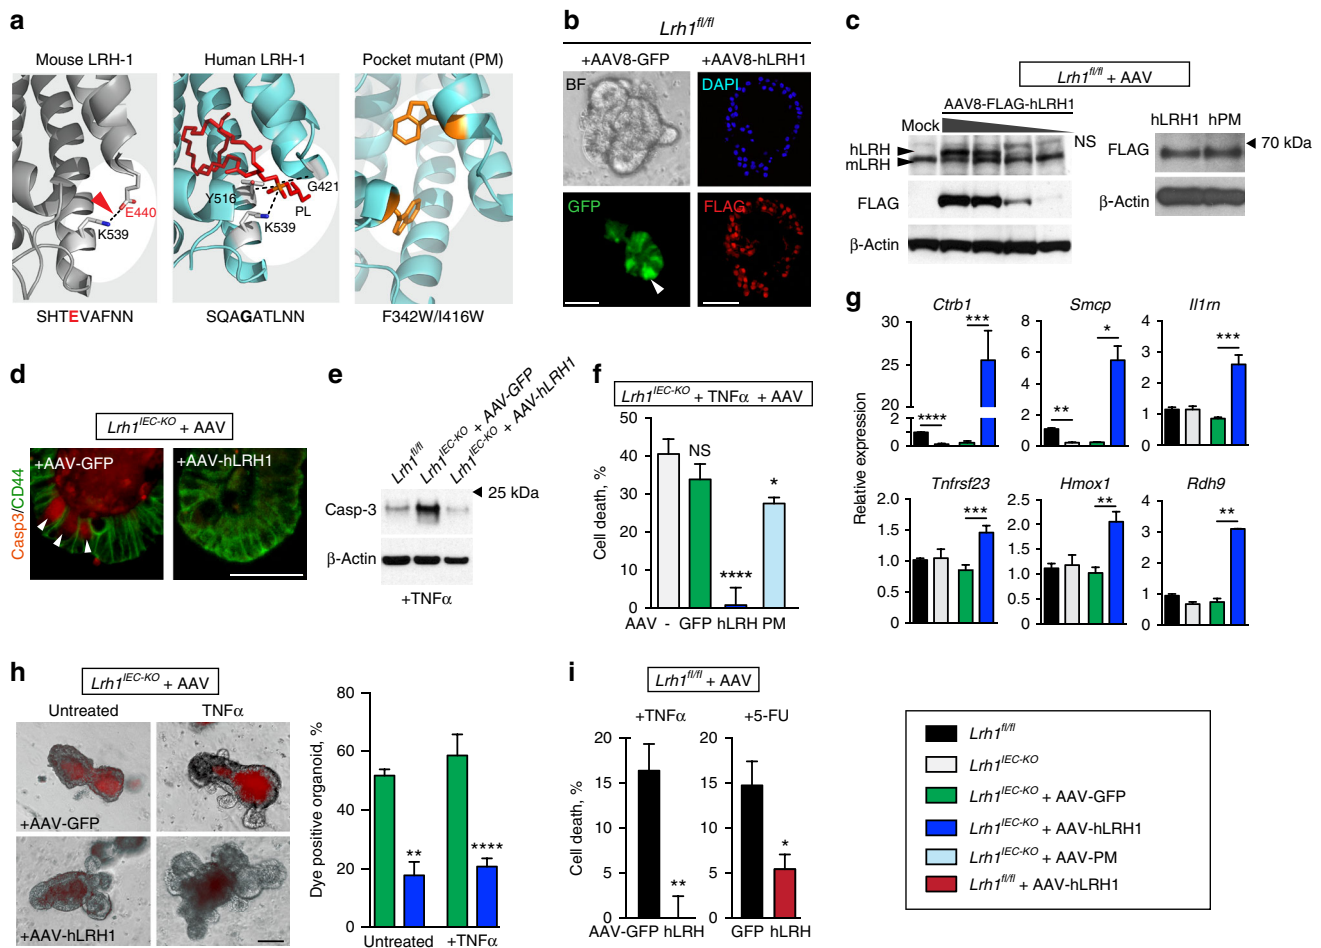 a
Mouse LRH-1
Human LRH-1
Pocket mutant (PM)
E440
K539
Y516
G421
PL
K539
SHTEVAFNN
SQAGATLNN
F342W/I416W
b
Lrh1fl/fl
+AAV8-GFP
+AAV8-hLRH1
BF
DAPI
GFP
FLAG
c
Lrh1fl/fl + AAV
AAV8-FLAG-hLRH1
Mock
NS
hLRH
mLRH
FLAG
β-Actin
hLRH1 hPM
FLAG
70 kDa
β-Actin
d
Lrh1IEC-KO + AAV
+AAV-GFP
+AAV-hLRH1
Casp3/CD44
e
Lrh1fl/fl
Lrh1IEC-KO + AAV-GFP
Lrh1IEC-KO + AAV-hLRH1
25 kDa
Casp-3
β-Actin
+TNFα
f
Lrh1IEC-KO + TNFα + AAV
Cell death, %
50
40
30
20
10
0
NS
****
*
AAV - GFP hLRH PM
g
Relative expression
Ctrb1
30
25
20
2
0
****
***
Smcp
8
6
4
2
0
**
*
Il1rn
4
3
2
1
0
***
Tnfrsf23
2.0
1.5
1.0
0.5
0
***
Hmox1
2.5
2.0
1.5
1.0
0.5
0
**
Rdh9
4
3
2
1
0
**
h
Lrh1IEC-KO + AAV
Untreated
TNFα
+AAV-GFP
+AAV-hLRH1
Dye positive organoid, %
80
60
40
20
0
**
****
Untreated
+TNFα
i
Lrh1fl/fl + AAV
+TNFα
+5-FU
Cell death, %
20
15
10
5
0
**
AAV-GFP hLRH
20
15
10
5
0
*
GFP hLRH
Lrh1fl/fl
Lrh1IEC-KO
Lrh1IEC-KO + AAV-GFP
Lrh1IEC-KO + AAV-hLRH1
Lrh1IEC-KO + AAV-PM
Lrh1fl/fl + AAV-hLRH1